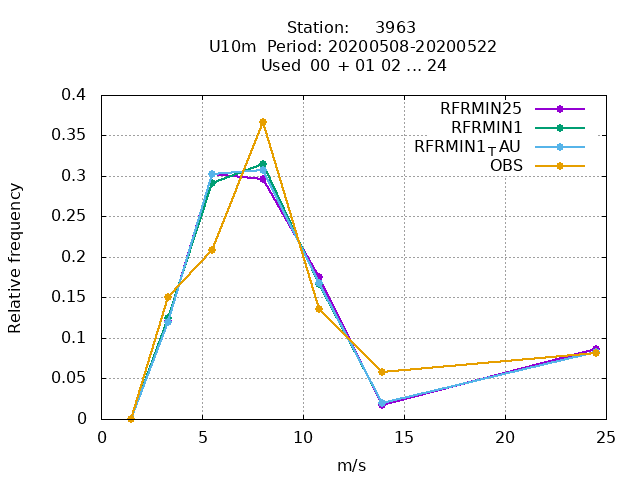 Station: 3963
U10m Period: 20200508-20200522
Used 00 + 01 02 ... 24
RFRMIN25
RFRMIN1
RFRMIN1TAU
OBS
0.4
0.35
0.3
0.25
0.2
0.15
0.1
0.05
0
Relative frequency
0 5 10 15 20 25
m/s